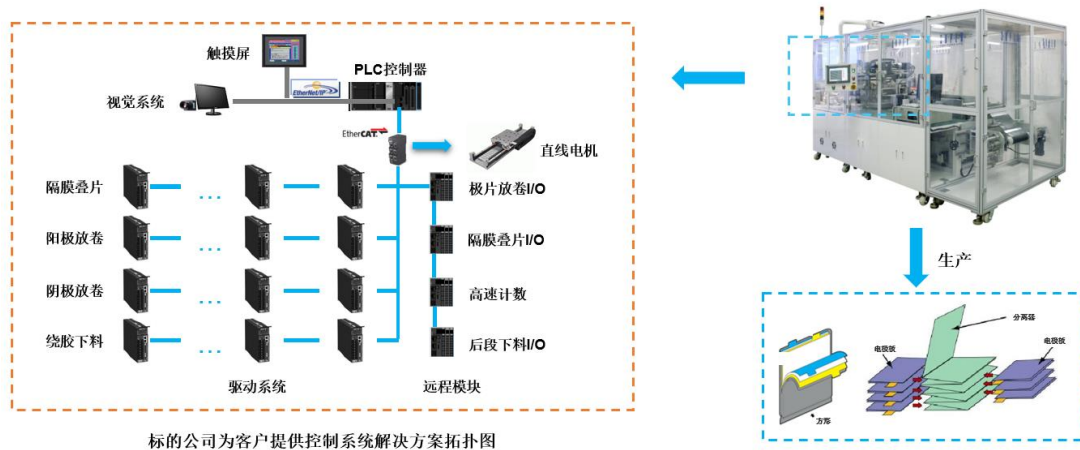 触摸屏
PLC控制器
EtherNet/IP
视觉系统
EtherCAT
直线电机
隔膜叠片
极片放卷I/O
阳极放卷
隔膜叠片I/O
阴极放卷
高速计数
绕胶下料
后段下料I/O
驱动系统
远程模块
标的公司为客户提供控制系统解决方案拓扑图
生产
分离器
电极板
电极板
方形